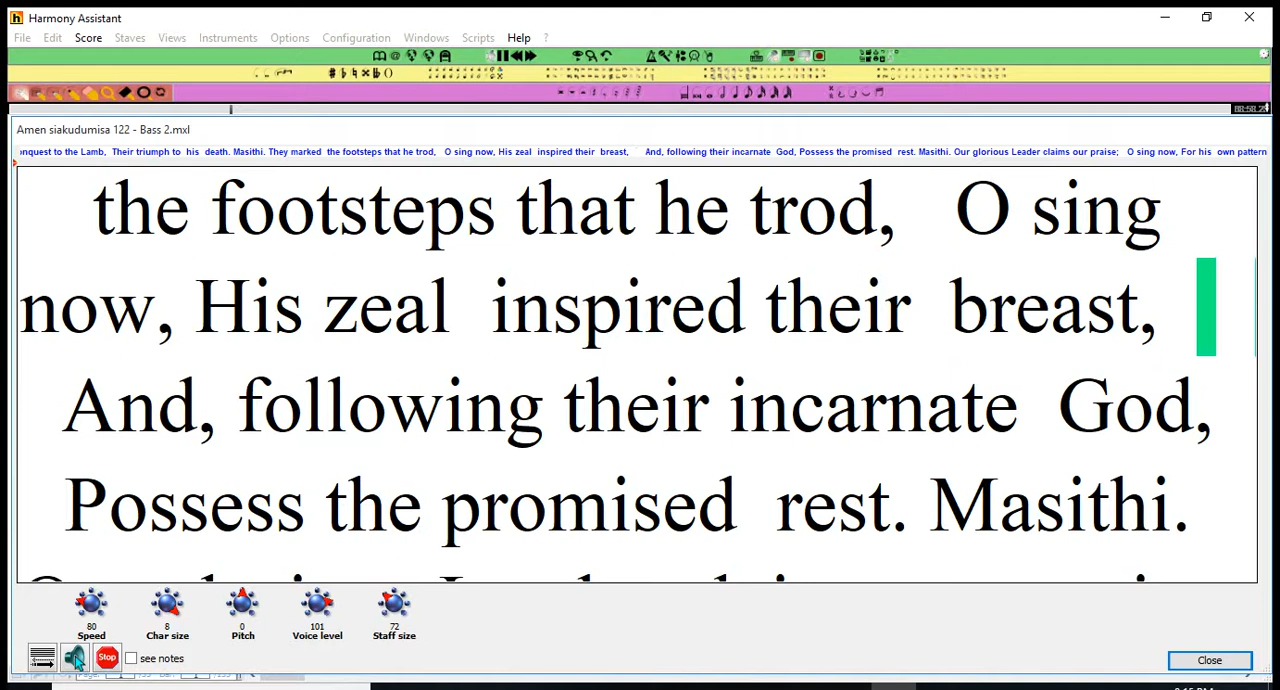 Harmony Assistant
File Edit Score Staves Views Instruments Options Configuration Windows Scripts Help ?
Amen siakudumisa 122 - Bass 2.mxl
onquest to the Lamb, Their triumph to his death. Masithi. They marked the footsteps that he trod, O sing now, His zeal inspired their breast, And, following their incarnate God, Possess the promised rest. Masithi. Our glorious Leader claims our praise; O sing now, For his own pattern
the footsteps that he trod, O sing
now, His zeal inspired their breast,
And, following their incarnate God,
Possess the promised rest. Masithi.
80 8 0 101 72
Speed Char size Pitch Voice level Staff size
Stop see notes Close